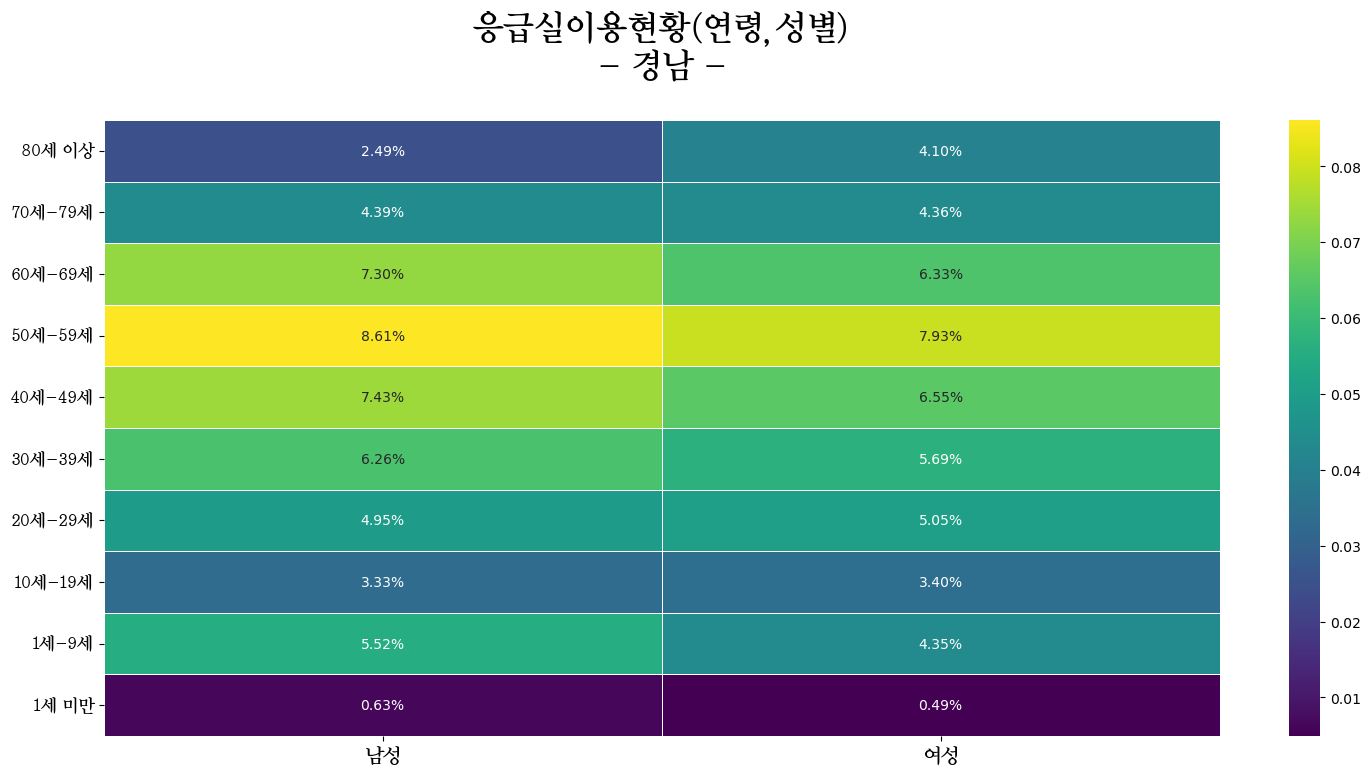 응급실이용현황(연령, 성별)
- 경남 -
80세 이상 2.49% 4.10%
70세-79세 4.39% 4.36%
60세-69세 7.30% 6.33%
50세-59세 8.61% 7.93%
40세-49세 7.43% 6.55%
30세-39세 6.26% 5.69%
20세-29세 4.95% 5.05%
10세-19세 3.33% 3.40%
1세-9세 5.52% 4.35%
1세 미만 0.63% 0.49%
남성 여성
0.08
0.07
0.06
0.05
0.04
0.03
0.02
0.01